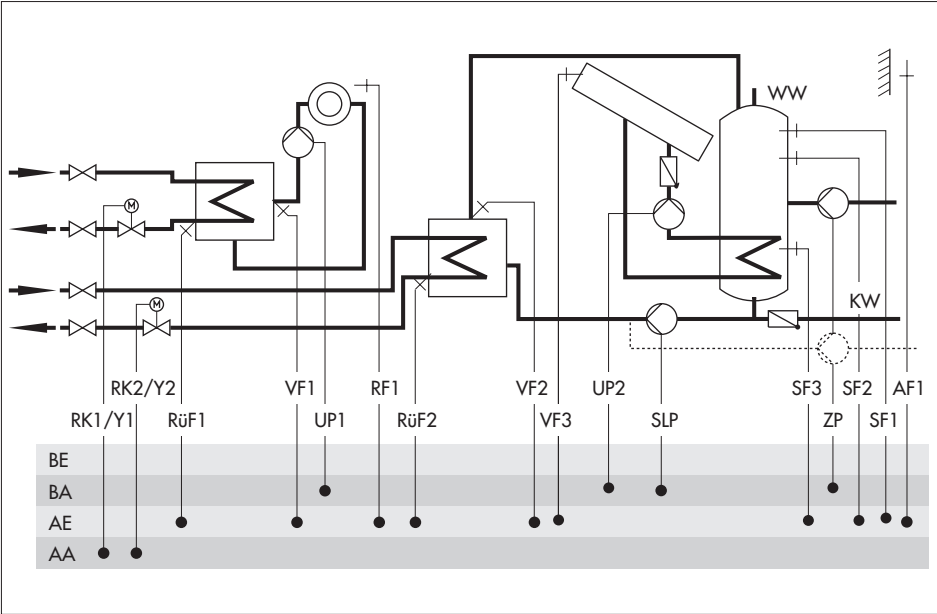 WW
M
M
KW
RK2/Y2 VF1 RF1 VF2 UP2 SF3 SF2 AF1
RK1/Y1 RüF1 UP1 RüF2 VF3 SLP ZP SF1
BE
BA
AE
AA